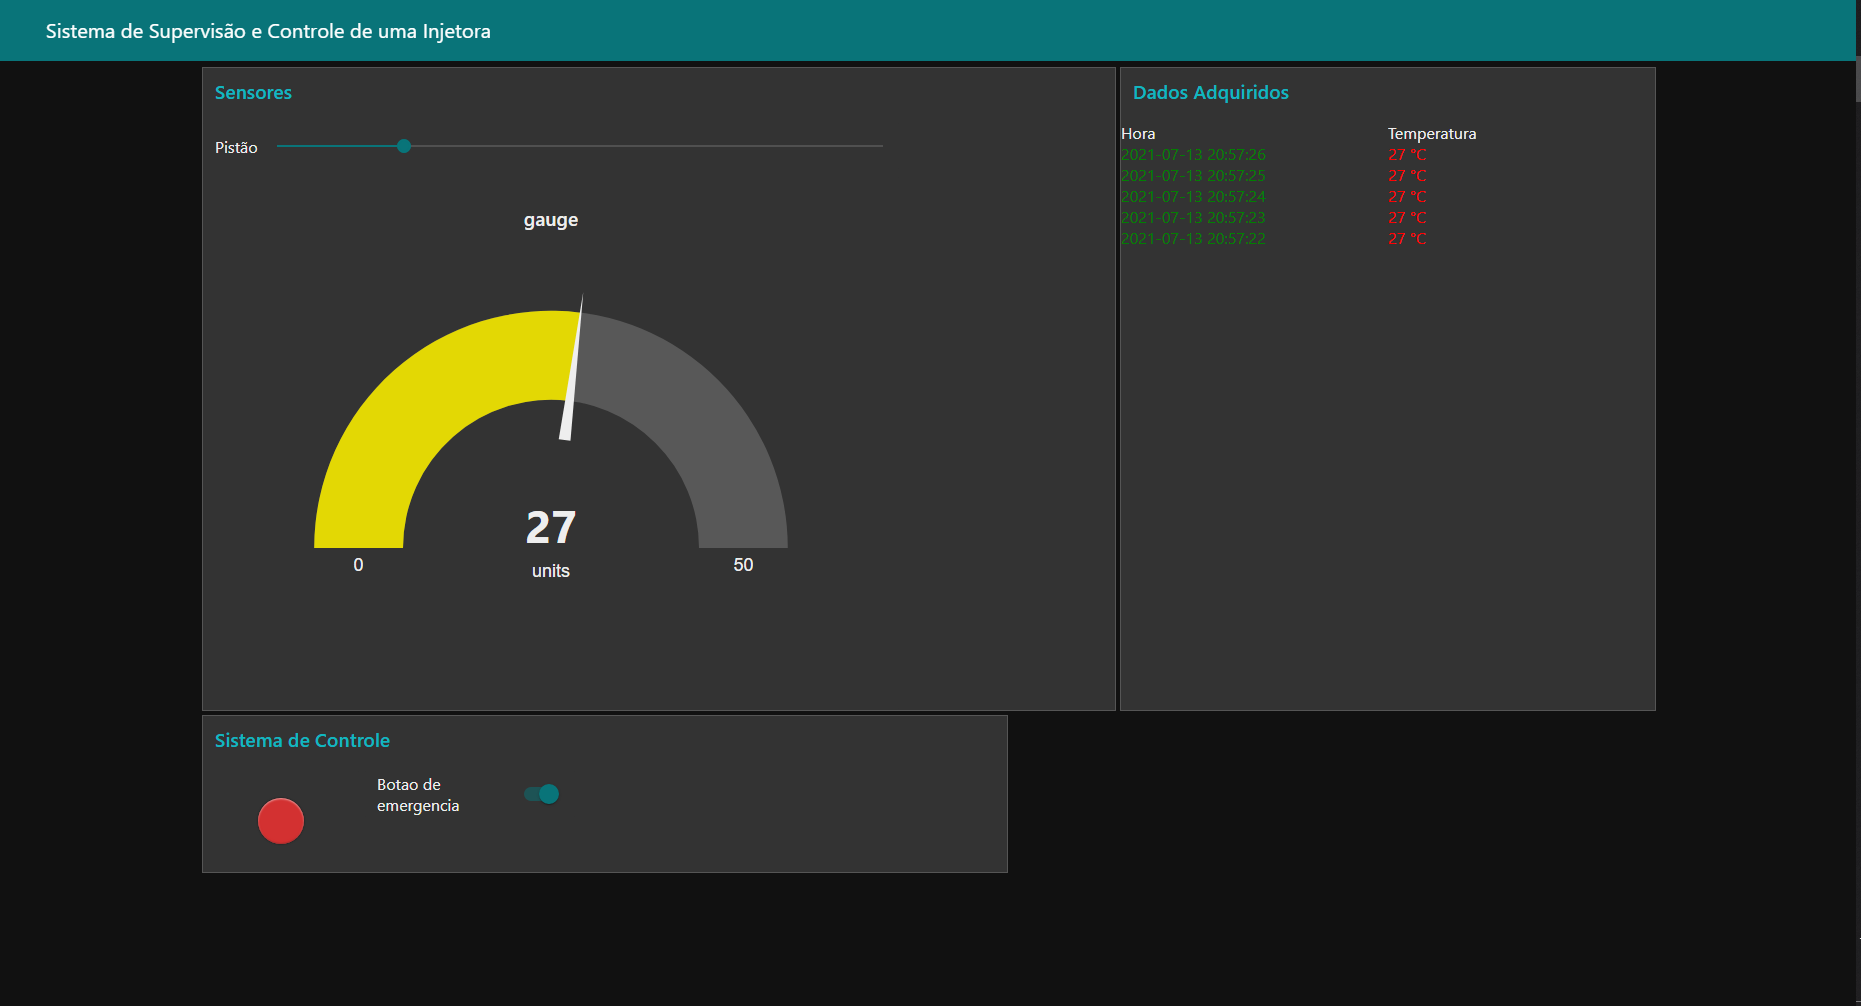 Sistema de Supervisão e Controle de uma Injetora
Sensores
Pistão
gauge
27
units
0
50
Dados Adquiridos
Hora Temperatura
2021-07-13 20:57:26 27 °C
2021-07-13 20:57:25 27 °C
2021-07-13 20:57:24 27 °C
2021-07-13 20:57:23 27 °C
2021-07-13 20:57:22 27 °C
Sistema de Controle
Botao de
emergencia